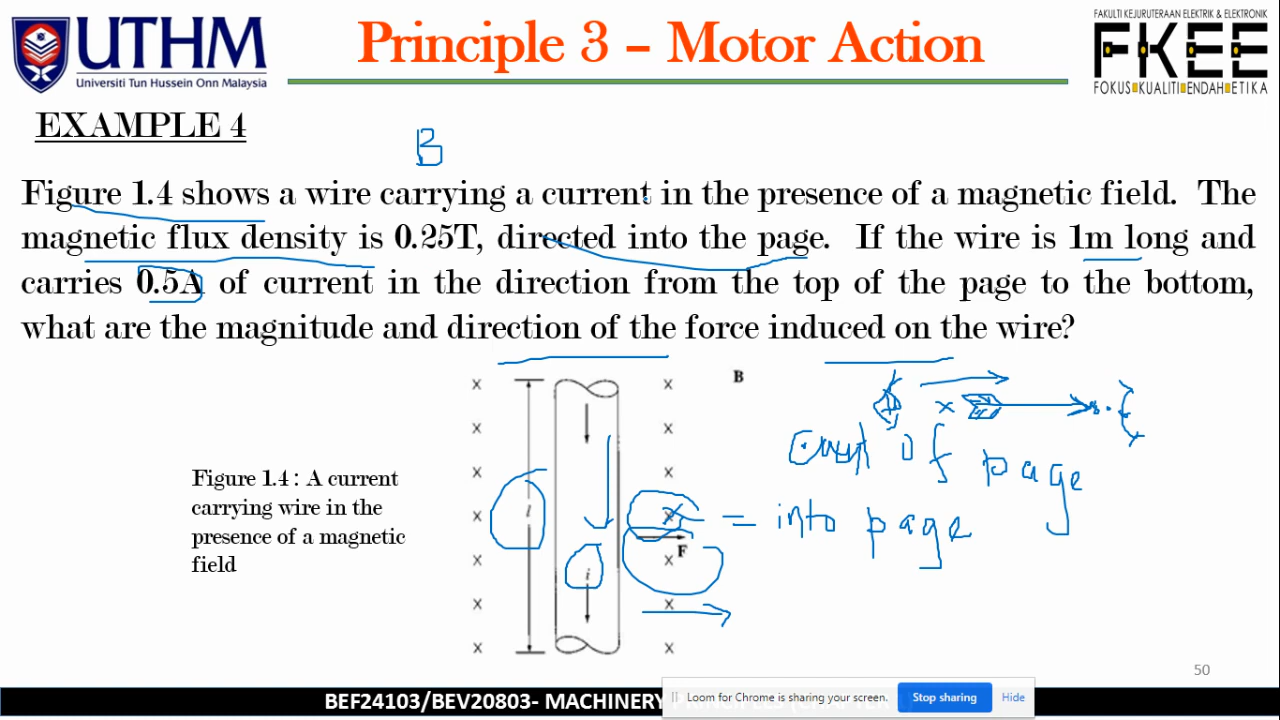 UTHM
Universiti Tun Hussein Onn Malaysia
Principle 3 – Motor Action
FAKULTI KEJURUTERAAN ELEKTRIK & ELEKTRONIK
FKEE
FOKUS KUALITI ENDAH ETIKA
EXAMPLE 4
B
Figure 1.4 shows a wire carrying a current in the presence of a magnetic field. The
magnetic flux density is 0.25T, directed into the page. If the wire is 1m long and
carries 0.5A of current in the direction from the top of the page to the bottom,
what are the magnitude and direction of the force induced on the wire?
x x B
x x
x x
x x
x x
x x
x x
l
i
F
x
of page
x = into page
Figure 1.4 : A current
carrying wire in the
presence of a magnetic
field
50
BEF24103/BEV20803- MACHINERY
Loom for Chrome is sharing your screen. Stop sharing Hide